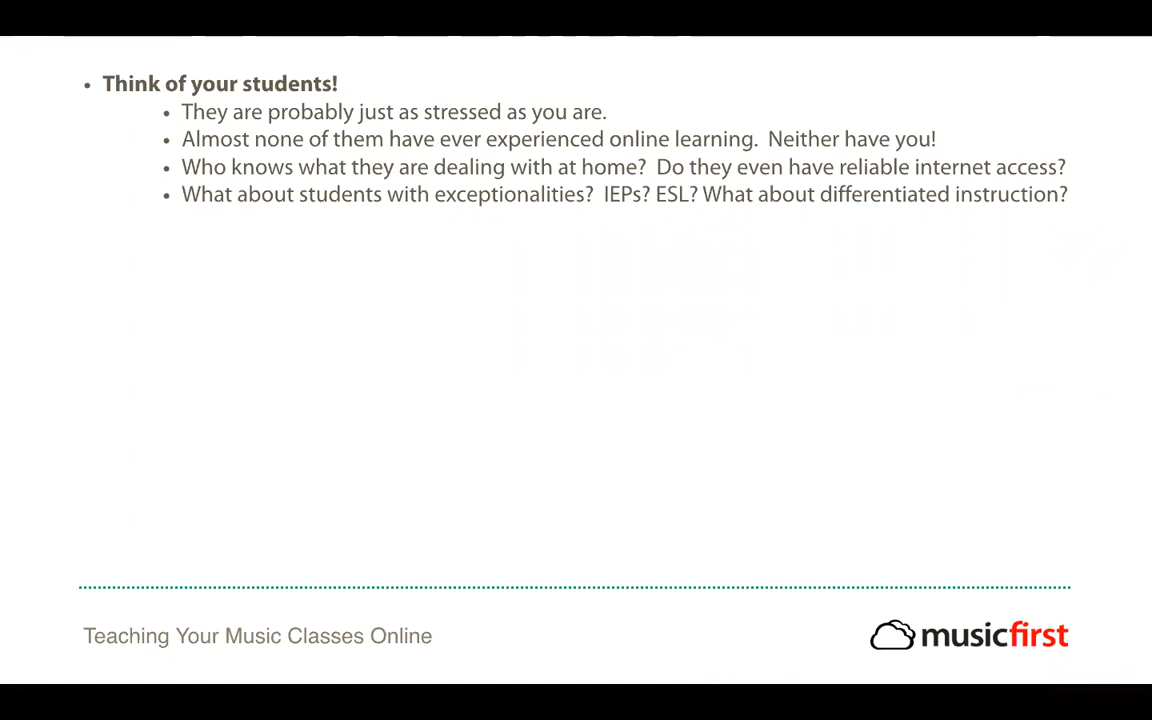 • Think of your students!
• They are probably just as stressed as you are.
• Almost none of them have ever experienced online learning.  Neither have you!
• Who knows what they are dealing with at home?  Do they even have reliable internet access?
• What about students with exceptionalities?  IEPs? ESL? What about differentiated instruction?
Teaching Your Music Classes Online
musicfirst